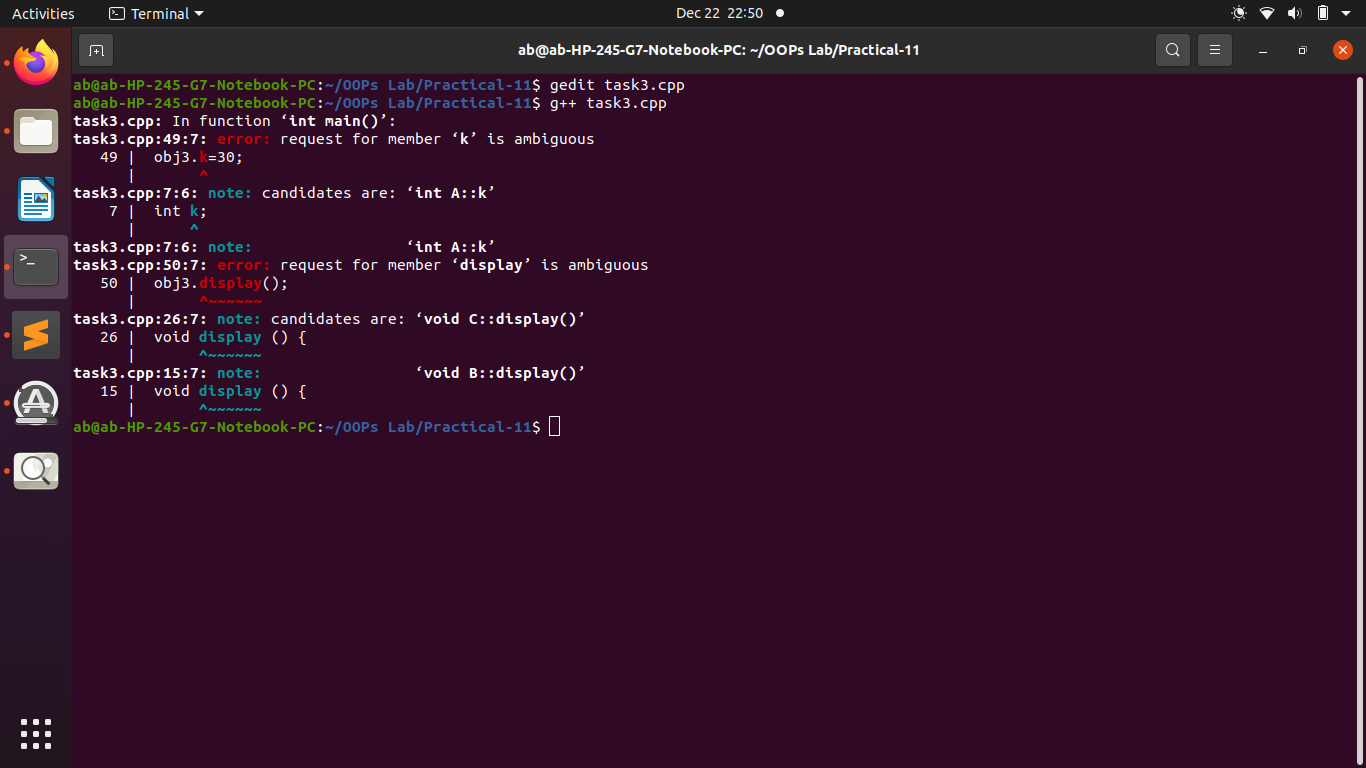 Activities
Terminal
Dec 22 22:50
ab@ab-HP-245-G7-Notebook-PC: ~/OOPs Lab/Practical-11
ab@ab-HP-245-G7-Notebook-PC:~/OOPs Lab/Practical-11$ gedit task3.cpp
ab@ab-HP-245-G7-Notebook-PC:~/OOPs Lab/Practical-11$ g++ task3.cpp
task3.cpp: In function ‘int main()’:
task3.cpp:49:7: error: request for member ‘k’ is ambiguous
   49 |  obj3.k=30;
      |       ^
task3.cpp:7:6: note: candidates are: ‘int A::k’
    7 |  int k;
      |      ^
task3.cpp:7:6: note:                 ‘int A::k’
task3.cpp:50:7: error: request for member ‘display’ is ambiguous
   50 |  obj3.display();
      |       ^~~~~~~
task3.cpp:26:7: note: candidates are: ‘void C::display()’
   26 |  void display () {
      |       ^~~~~~~
task3.cpp:15:7: note:                 ‘void B::display()’
   15 |  void display () {
      |       ^~~~~~~
ab@ab-HP-245-G7-Notebook-PC:~/OOPs Lab/Practical-11$